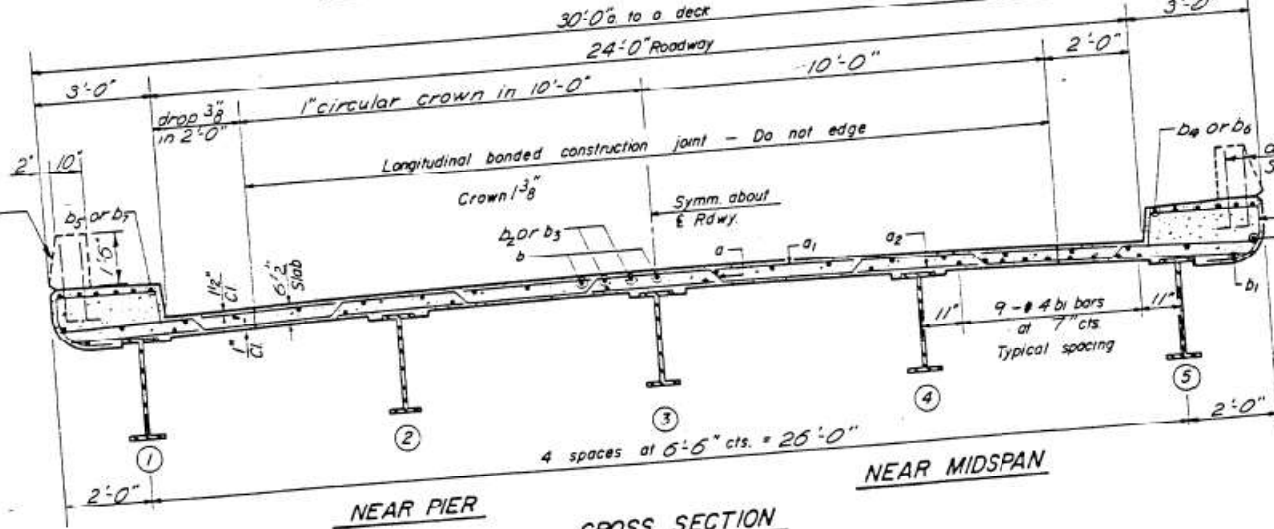 30'-0" o. to o deck
3'-0"
24'-0" Roadway
3'-0"
10'-0"
2'-0"
1" circular crown in 10'-0"
drop 3/8"
in 2'-0"
Longitudinal bonded construction joint – Do not edge
2"
10"
Crown 1 3/8"
Symm. about
℄ Rdwy.
b4 or b6
b5 or b7
1'-6"
b2 or b3
b
a
a1
a2
1 1/2"
Cl.
6 1/2"
Slab
1"
Cl.
b1
11"
9 - # 4 b1 bars
at 7" cts.
Typical spacing
11"
1
2
3
4
5
4 spaces at 6'-6" cts. = 26'-0"
2'-0"
2'-0"
NEAR PIER
NEAR MIDSPAN
CROSS SECTION